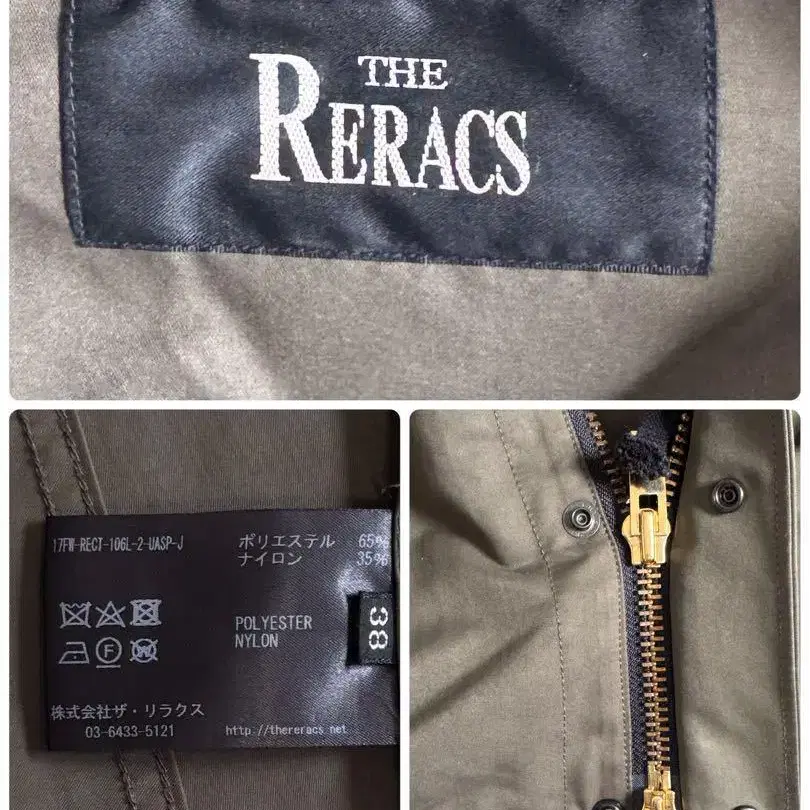 THE
RERACS
17FW-RECT-106L-2-UASP-J
ポリエステル 65%
ナイロン 35%
POLYESTER
NYLON
38
F
W
株式会社ザ・リラクス
03-6433-5121
http://thereracs.net